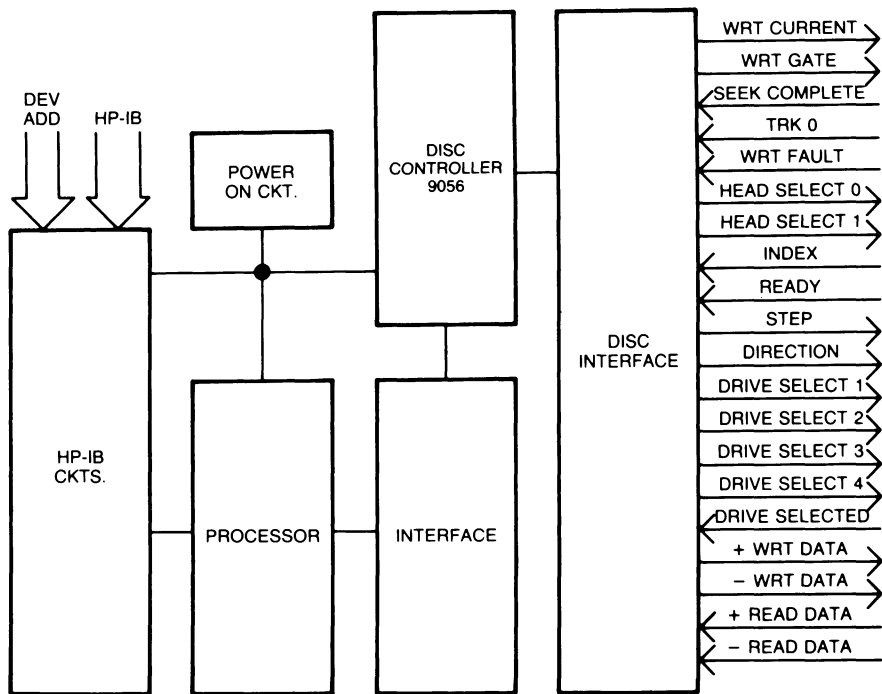 DEV
ADD
HP-IB
POWER
ON CKT.
DISC
CONTROLLER
9056
HP-IB
CKTS.
PROCESSOR
INTERFACE
DISC
INTERFACE
WRT CURRENT
WRT GATE
SEEK COMPLETE
TRK 0
WRT FAULT
HEAD SELECT 0
HEAD SELECT 1
INDEX
READY
STEP
DIRECTION
DRIVE SELECT 1
DRIVE SELECT 2
DRIVE SELECT 3
DRIVE SELECT 4
DRIVE SELECTED
+ WRT DATA
– WRT DATA
+ READ DATA
– READ DATA